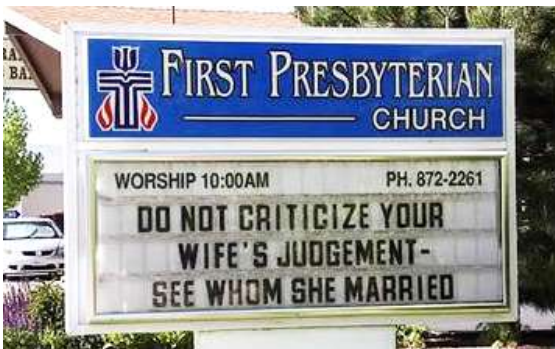 FIRST PRESBYTERIAN
CHURCH
WORSHIP 10:00AM PH. 872-2261
DO NOT CRITICIZE YOUR
WIFE'S JUDGEMENT-
SEE WHOM SHE MARRIED